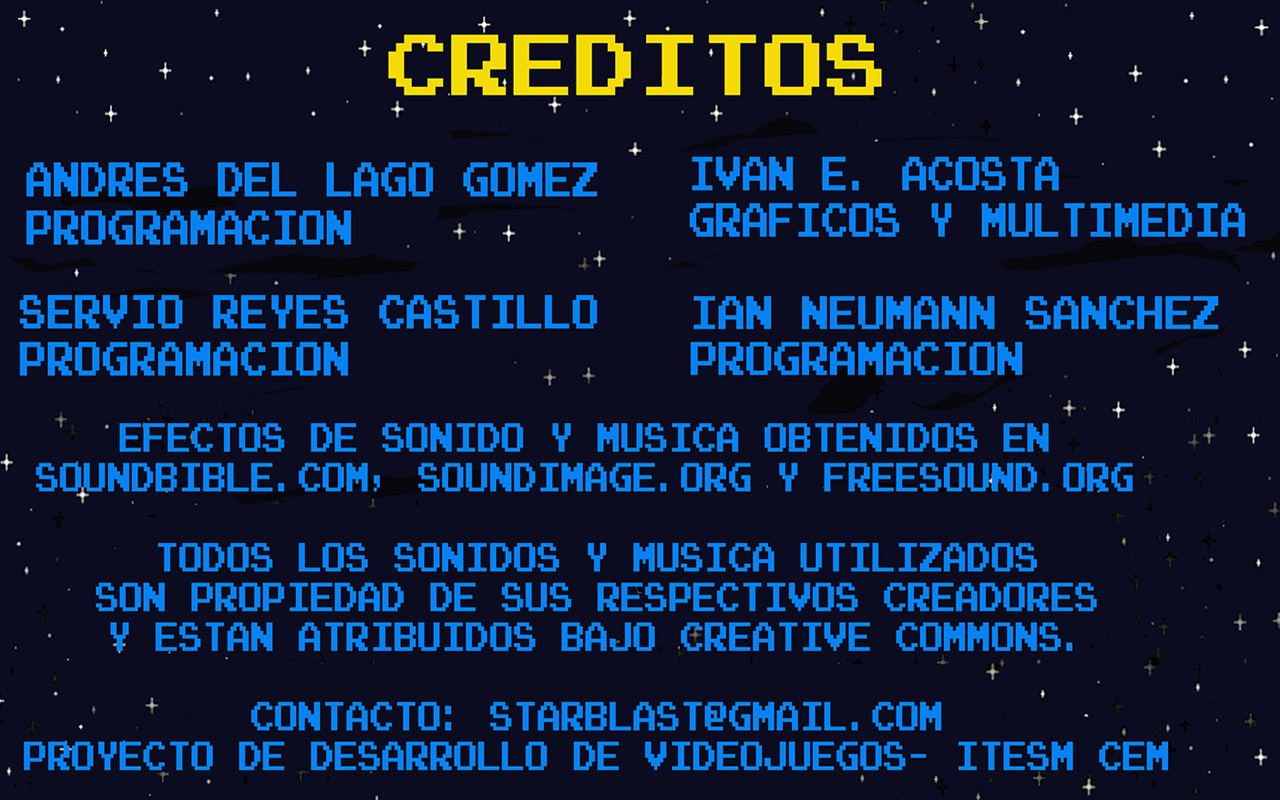 CREDITOS
ANDRES DEL LAGO GOMEZ
PROGRAMACION
IVAN E. ACOSTA
GRAFICOS Y MULTIMEDIA
SERVIO REYES CASTILLO
PROGRAMACION
IAN NEUMANN SANCHEZ
PROGRAMACION
EFECTOS DE SONIDO Y MUSICA OBTENIDOS EN
SOUNDBIBLE.COM, SOUNDIMAGE.ORG Y FREESOUND.ORG
TODOS LOS SONIDOS Y MUSICA UTILIZADOS
SON PROPIEDAD DE SUS RESPECTIVOS CREADORES
Y ESTAN ATRIBUIDOS BAJO CREATIVE COMMONS.
CONTACTO: STARBLAST@GMAIL.COM
PROYECTO DE DESARROLLO DE VIDEOJUEGOS- ITESM CEM